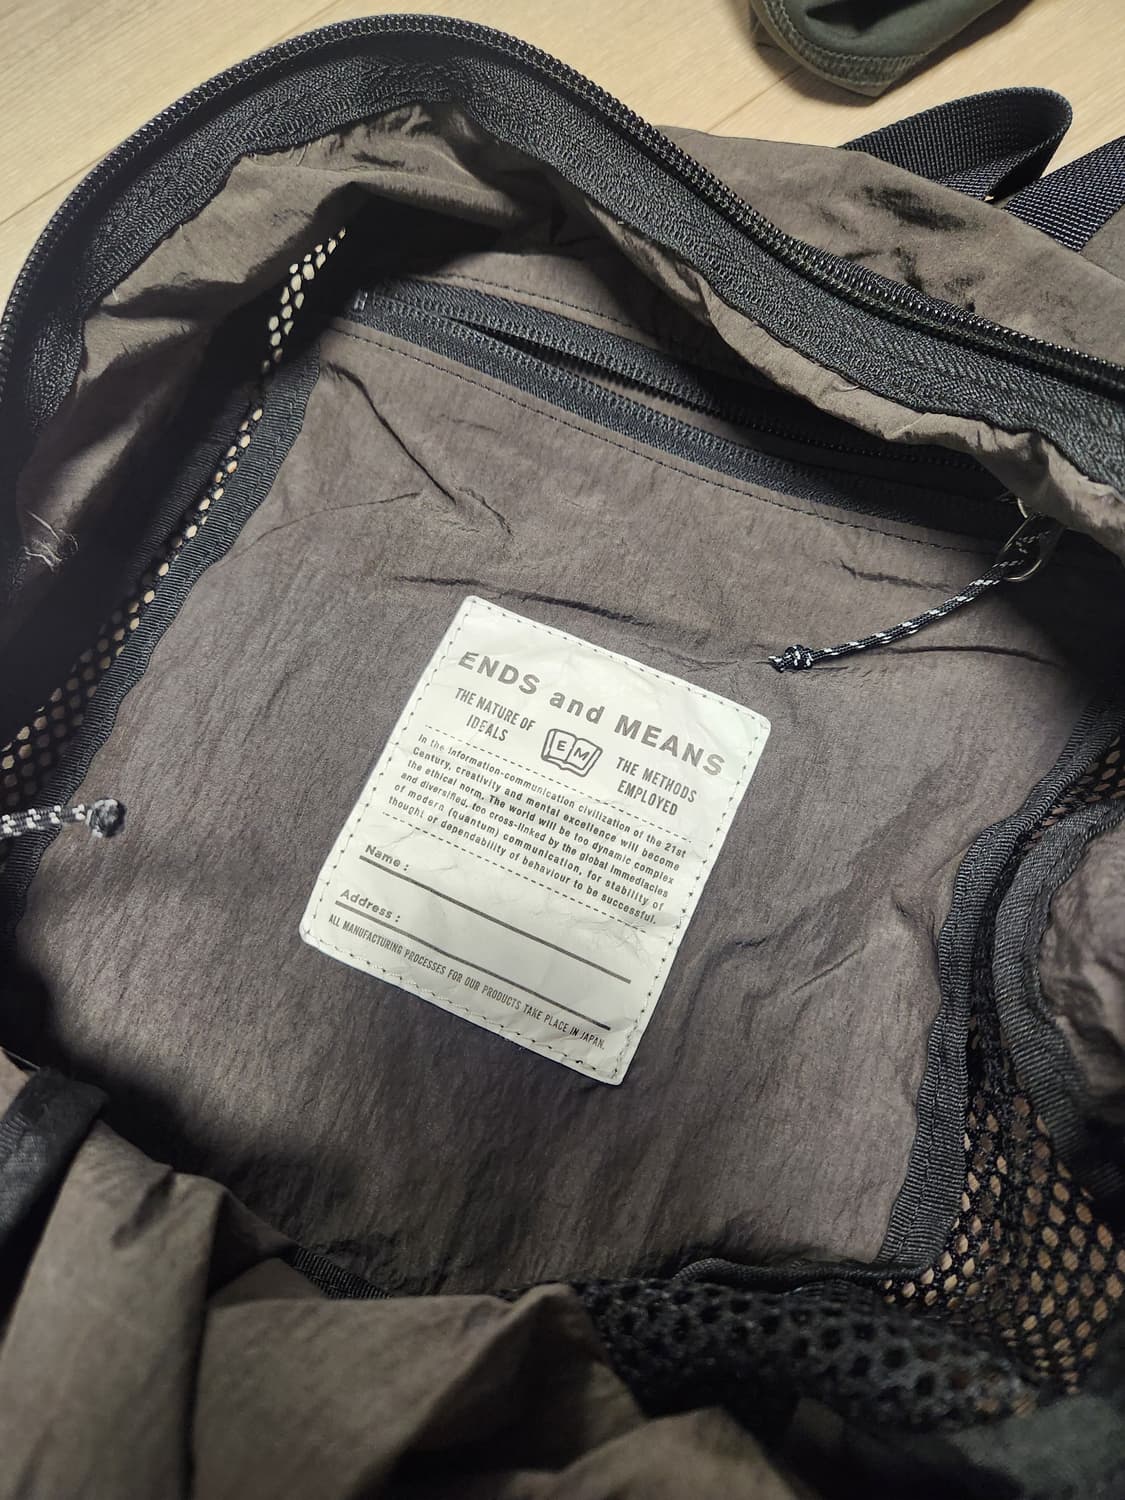 ENDS and MEANS
THE NATURE OF
IDEALS
E M
THE METHODS
EMPLOYED
In the information-communication civilization of the 21st
Century, creativity and mental excellence will become
the ethical norm. The world will be too dynamic complex
and diversified, too cross-linked by the global immediacies
of modern (quantum) communication, for stability of
thought of dependability of behaviour to be successful.
Name :
Address :
ALL MANUFACTURING PROCESSES FOR OUR PRODUCTS TAKE PLACE IN JAPAN.